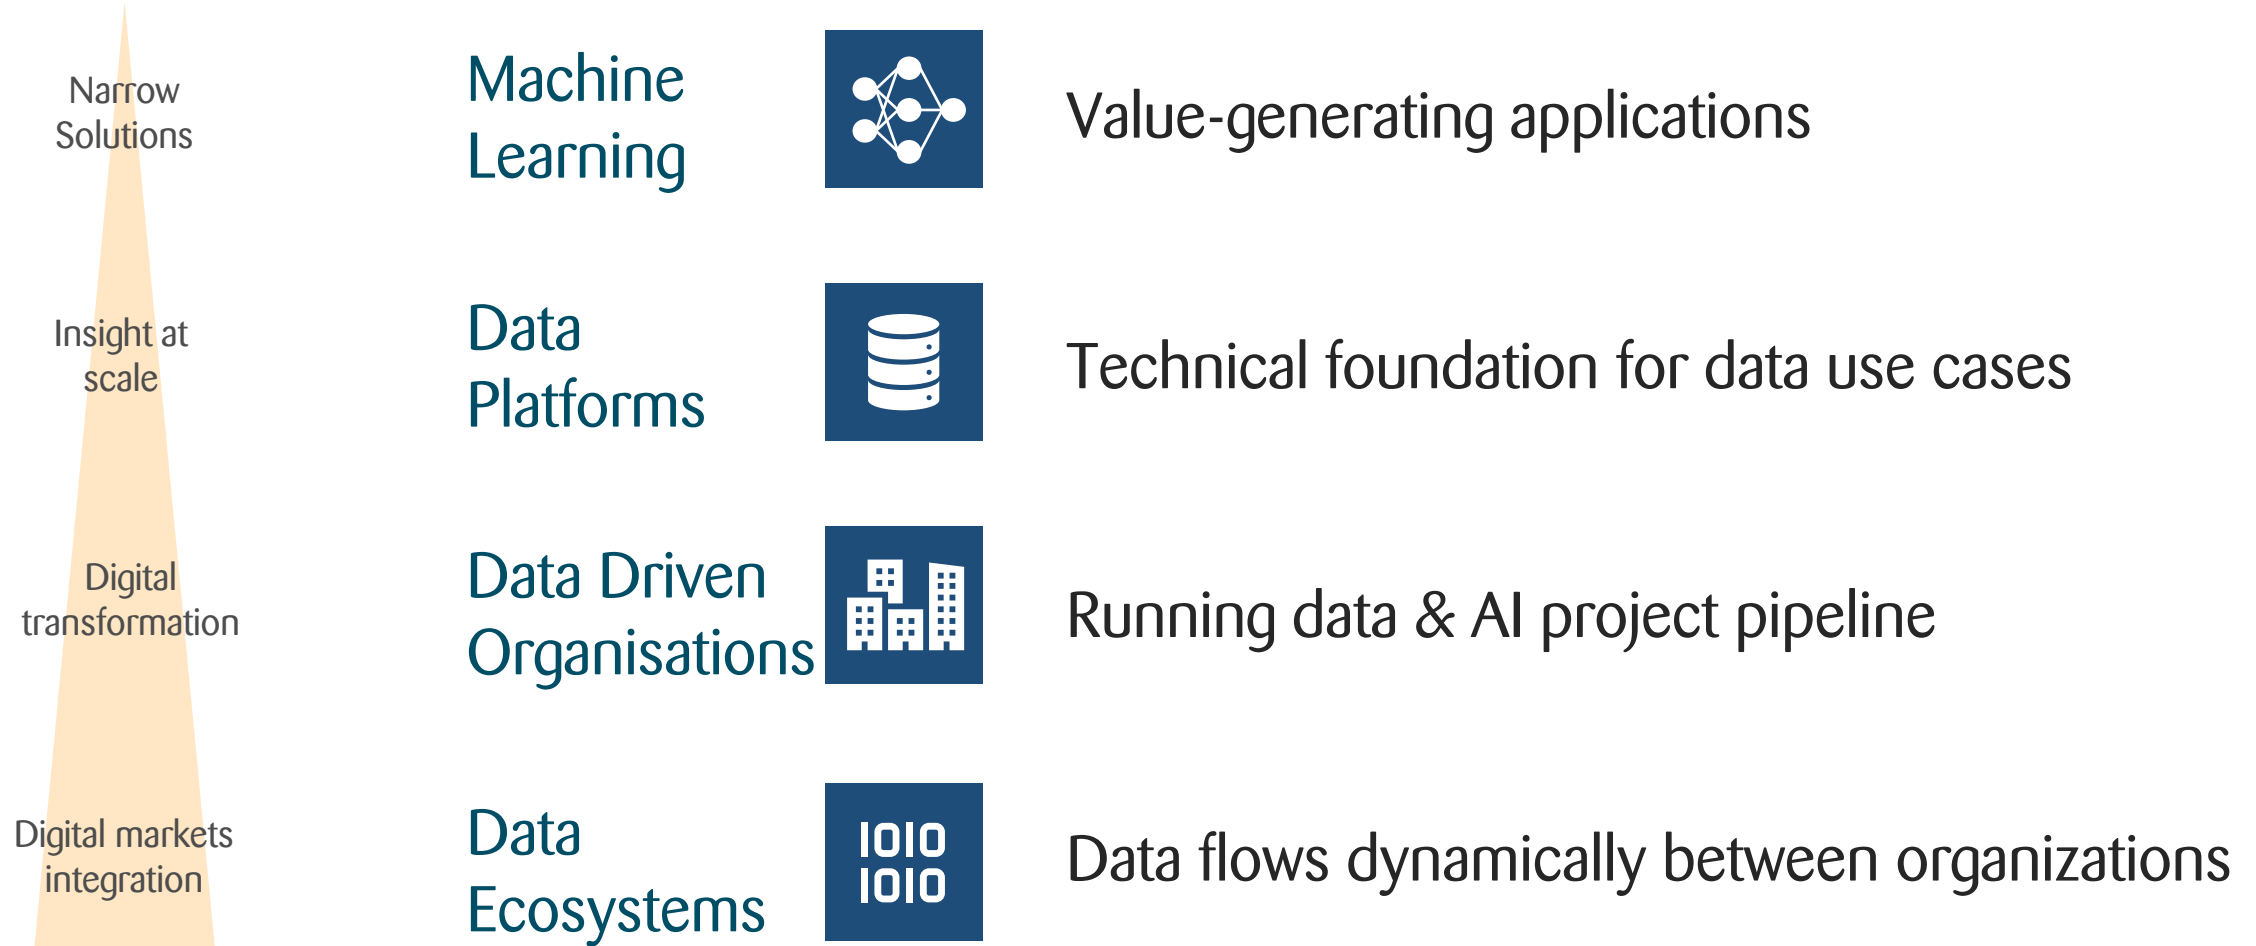 Narrow
Solutions
Machine
Learning
Value-generating applications
Insight at
scale
Data
Platforms
Technical foundation for data use cases
Digital
transformation
Data Driven
Organisations
Running data & AI project pipeline
Digital markets
integration
Data
Ecosystems
1010
1010
Data flows dynamically between organizations